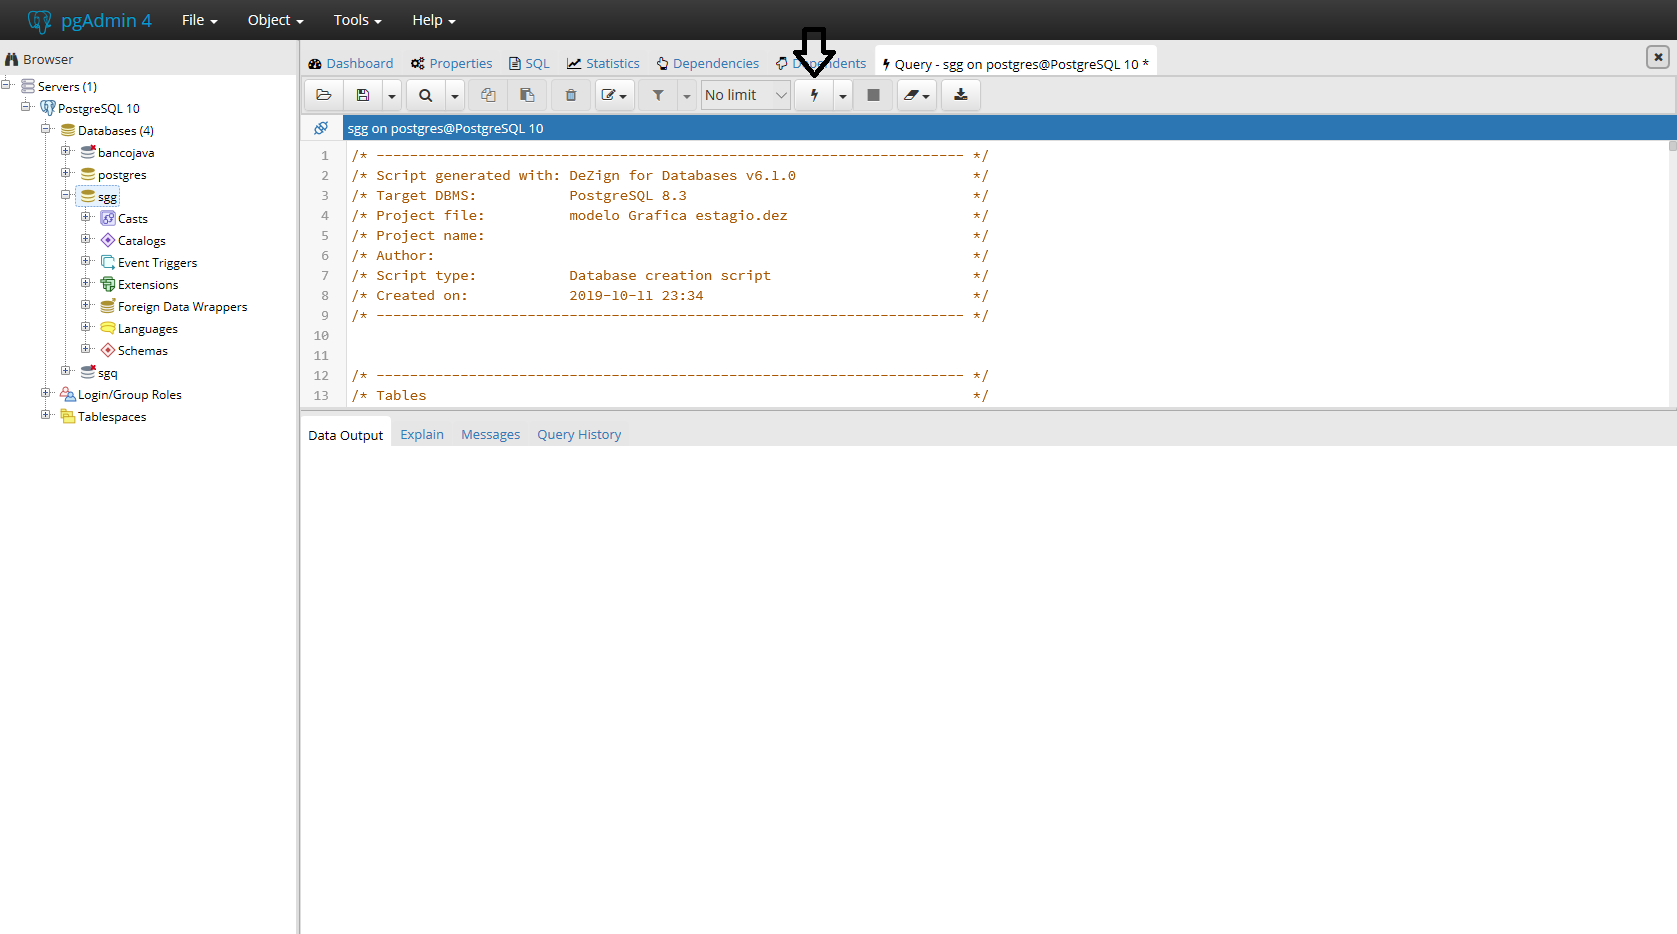 pgAdmin 4 File Object Tools Help
Browser
Servers (1)
PostgreSQL 10
Databases (4)
bancojava
postgres
sgg
Casts
Catalogs
Event Triggers
Extensions
Foreign Data Wrappers
Languages
Schemas
sgq
Login/Group Roles
Tablespaces
Dashboard Properties SQL Statistics Dependencies Query - sgg on postgres@PostgreSQL 10 *
No limit
sgg on postgres@PostgreSQL 10
1 /* ---------------------------------------------------------------------- */
2 /* Script generated with: DeZign for Databases v6.1.0 */
3 /* Target DBMS: PostgreSQL 8.3 */
4 /* Project file: modelo Grafica estagio.dez */
5 /* Project name: */
6 /* Author: */
7 /* Script type: Database creation script */
8 /* Created on: 2019-10-11 23:34 */
9 /* ---------------------------------------------------------------------- */
10
11
12 /* ---------------------------------------------------------------------- */
13 /* Tables */
Data Output Explain Messages Query History